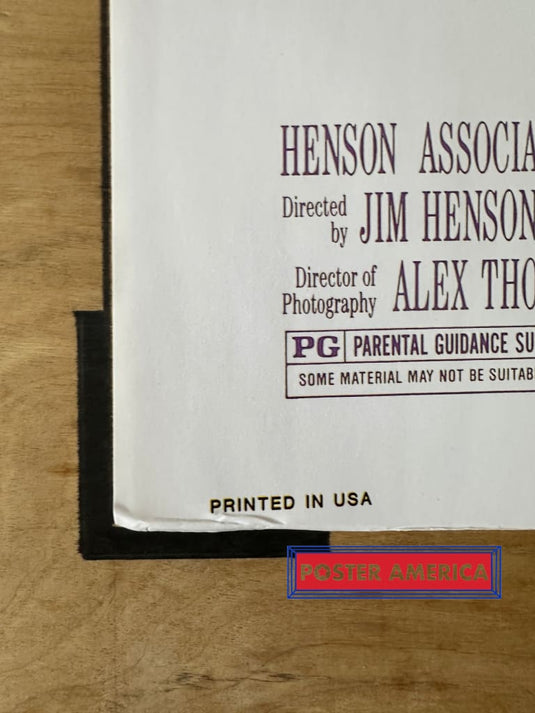 HENSON ASSOCIA
Directed
by JIM HENSON
Director of
Photography ALEX THO
PG PARENTAL GUIDANCE SU
SOME MATERIAL MAY NOT BE SUITAB
PRINTED IN USA
POSTER AMERICA